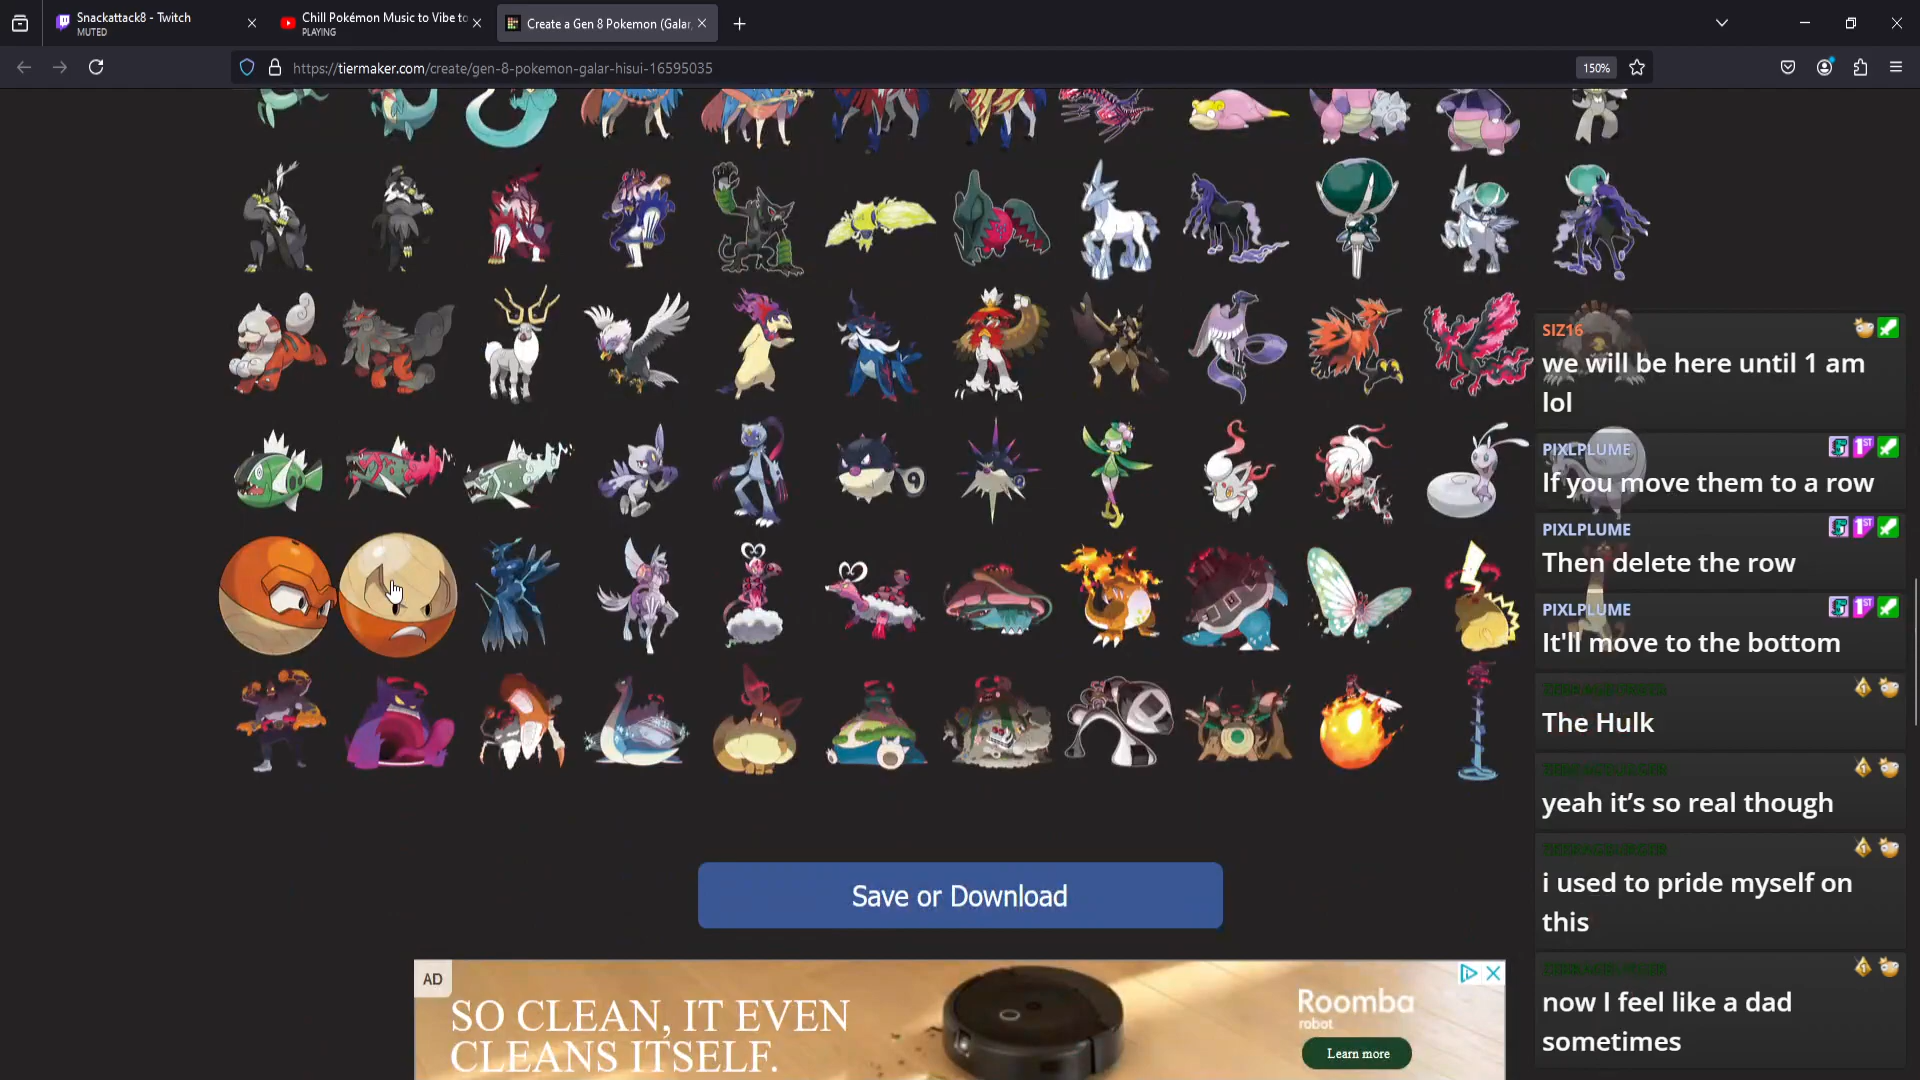 Snackattack8 - Twitch
MUTED
Chill Pokémon Music to Vibe to
PLAYING
Create a Gen 8 Pokemon (Galar,
https://tiermaker.com/create/gen-8-pokemon-galar-hisui-16595035
150%
SIZ16
we will be here until 1 am
lol
PIXLPLUME
If you move them to a row
PIXLPLUME
Then delete the row
PIXLPLUME
It'll move to the bottom
The Hulk
yeah it's so real though
i used to pride myself on
this
now I feel like a dad
sometimes
Save or Download
AD
SO CLEAN, IT EVEN
CLEANS ITSELF.
Roomba
robot
Learn more